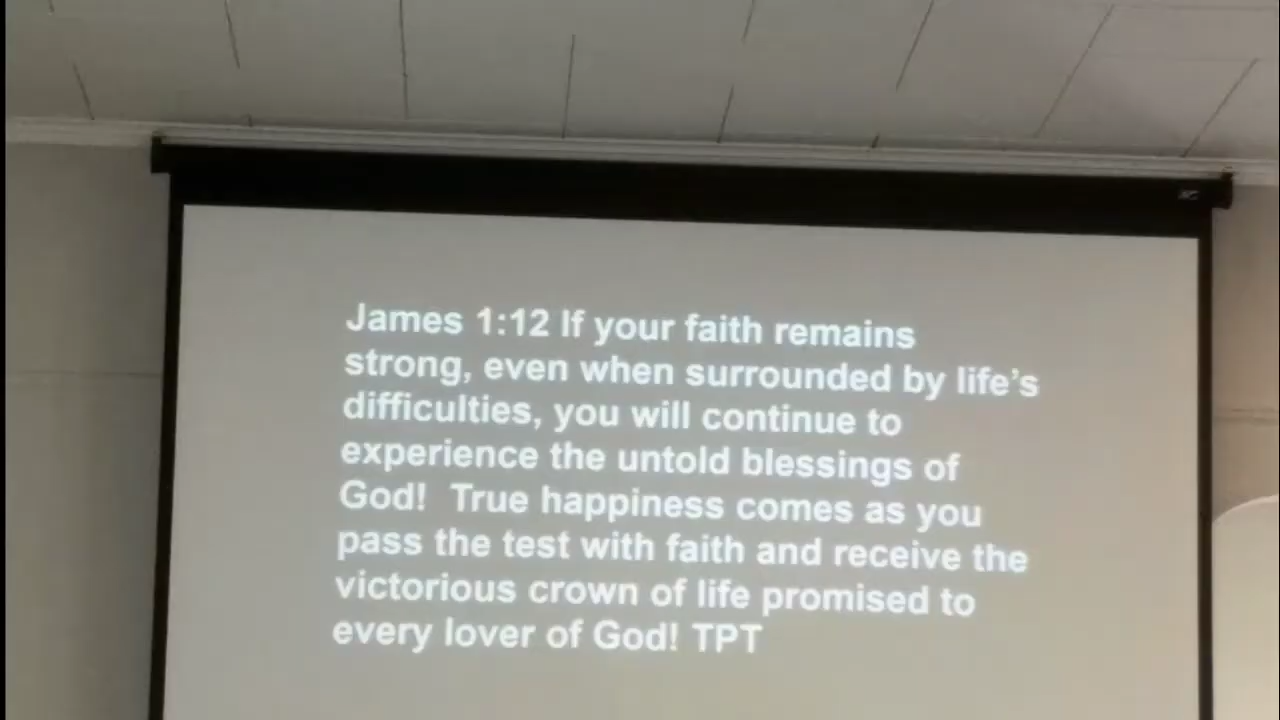 James 1:12 If your faith remains
strong, even when surrounded by life’s
difficulties, you will continue to
experience the untold blessings of
God!  True happiness comes as you
pass the test with faith and receive the
victorious crown of life promised to
every lover of God! TPT